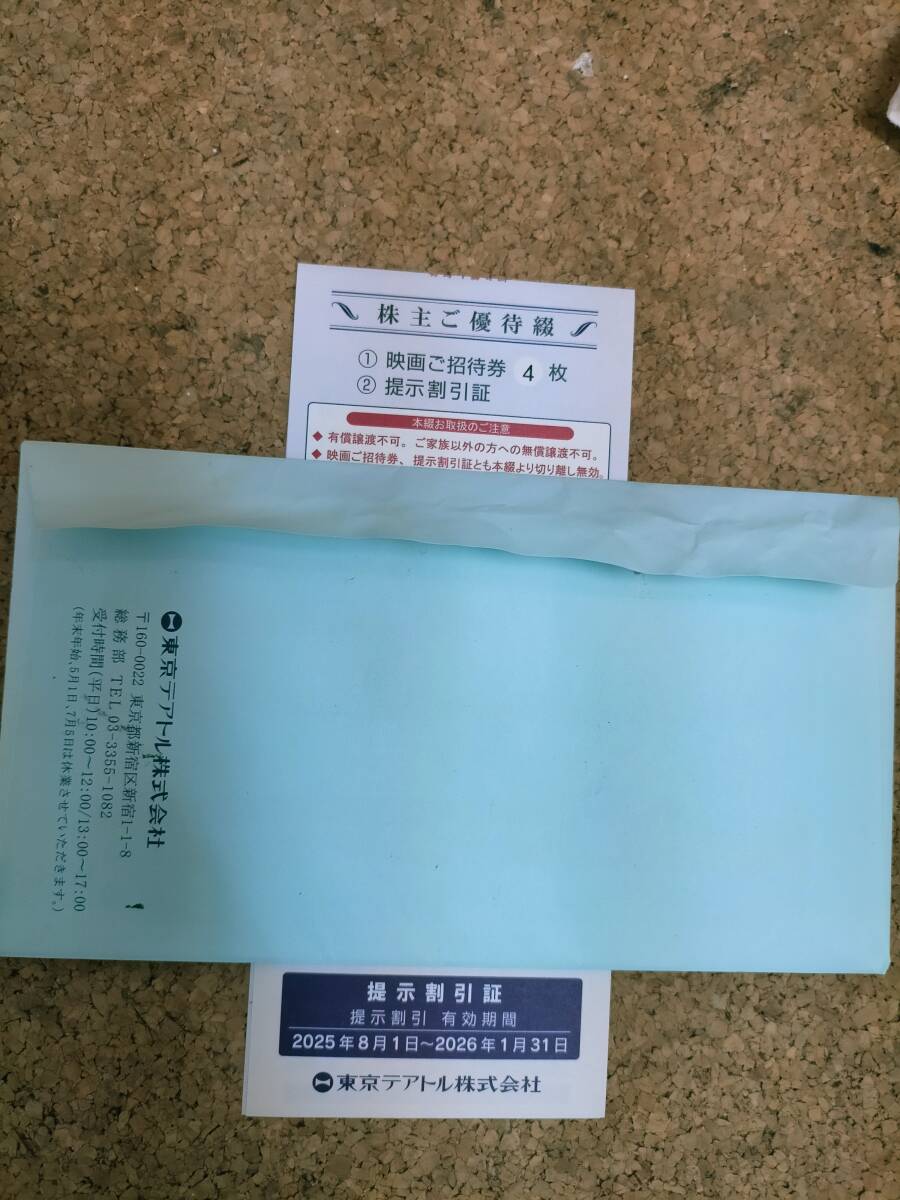 株主ご優待綴
① 映画ご招待券 4 枚
② 提示割引証
本綴お取扱のご注意
◆ 有償譲渡不可。ご家族以外の方への無償譲渡不可。
◆ 映画ご招待券、提示割引証とも本綴より切り離し無効。
東京テアトル株式会社
〒160-0022 東京都新宿区新宿1-1-8
総務部 TEL 03-3355-1082
受付時間(平日)10:00〜12:00/13:00〜17:00
(年末年始、5月1日、7月5日は休業させていただきます。)
提示割引証
提示割引 有効期間
2025年8月1日〜2026年1月31日
東京テアトル株式会社